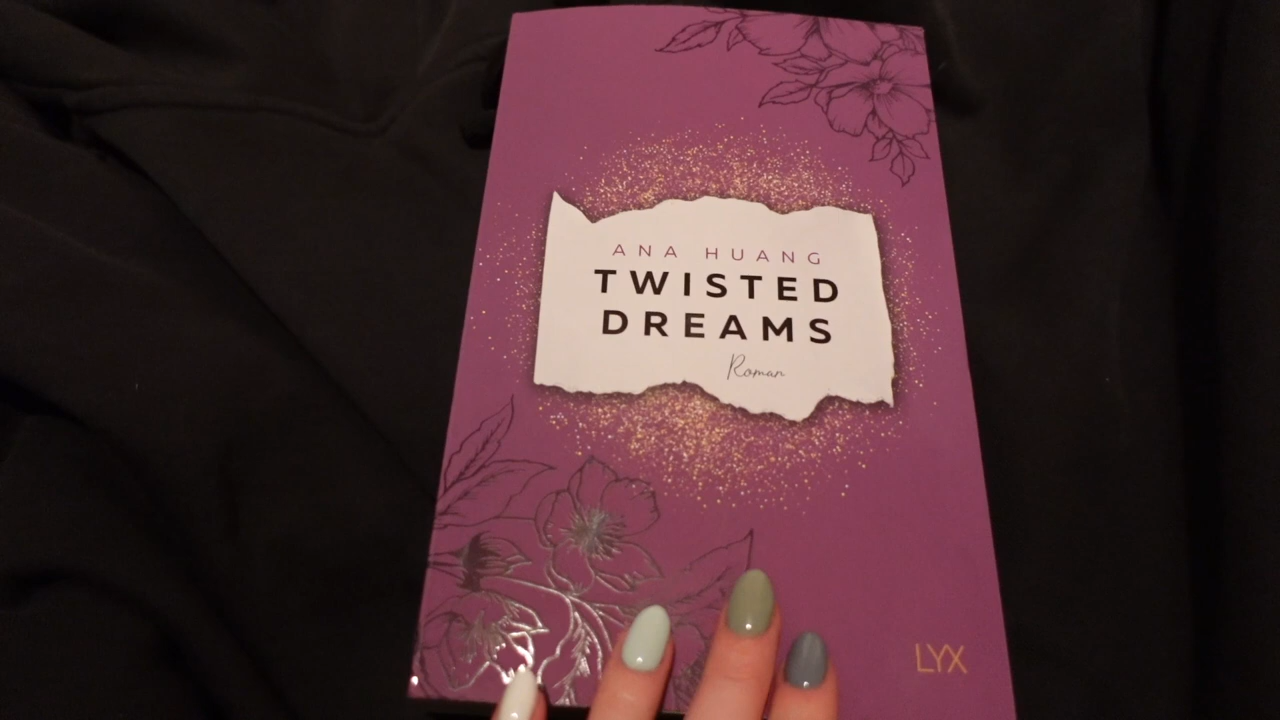 ANA HUANG
TWISTED
DREAMS
Roman
LYX